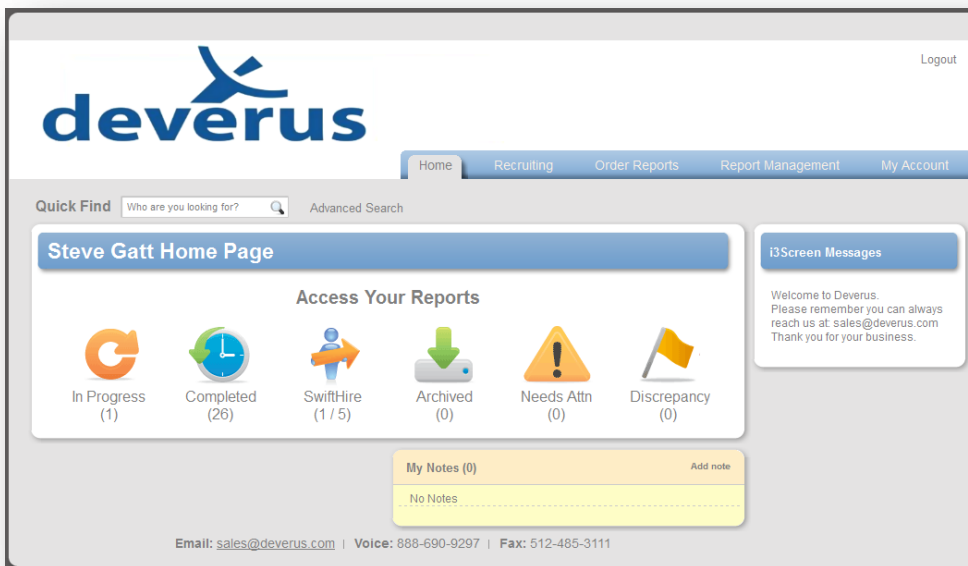 deverus
Logout
Home Recruiting Order Reports Report Management My Account
Quick Find Who are you looking for? Advanced Search
Steve Gatt Home Page
Access Your Reports
In Progress
(1)
Completed
(26)
SwiftHire
(1 / 5)
Archived
(0)
Needs Attn
(0)
Discrepancy
(0)
i3Screen Messages
Welcome to Deverus.
Please remember you can always
reach us at: sales@deverus.com
Thank you for your business.
My Notes (0) Add note
No Notes
Email: sales@deverus.com | Voice: 888-690-9297 | Fax: 512-485-3111